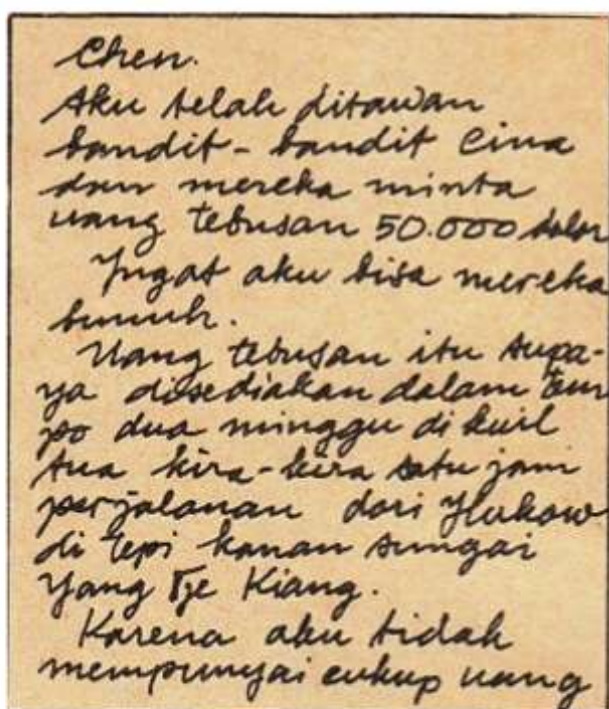 Chen.
Aku telah ditawan
bandit-bandit Cina
dan mereka minta
uang tebusan 50.000 dolar
Ingat aku bisa mereka
bunuh.
Uang tebusan itu supa-
ya disediakan dalam tem
po dua minggu di kuil
tua kira-kira satu jam
perjalanan dari Hukow
di tepi kanan sungai
Yang Tje Kiang.
Karena aku tidak
mempunyai cukup uang